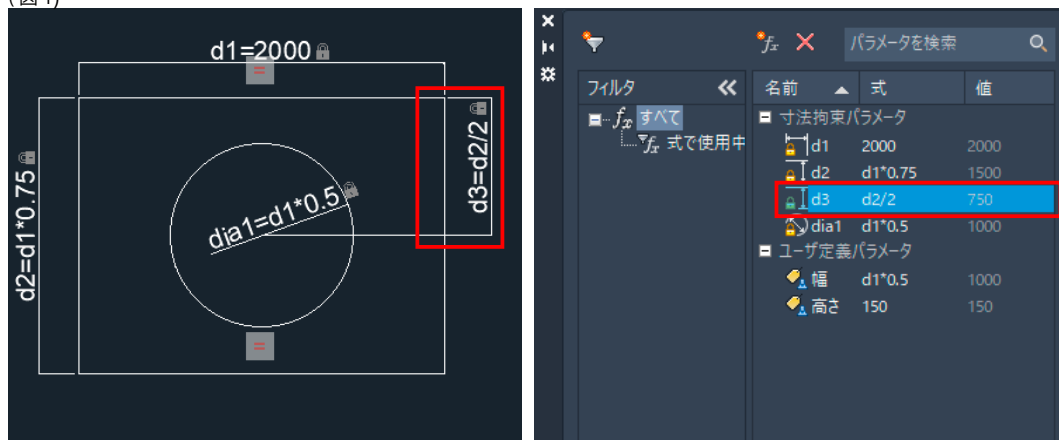 (図1)
d1=2000
d2=d1*0.75
dia1=d1*0.5
d3=d2/2
パラメータを検索
フィルタ
すべて
式で使用中
名前 式 値
寸法拘束パラメータ
d1 2000 2000
d2 d1*0.75 1500
d3 d2/2 750
dia1 d1*0.5 1000
ユーザ定義パラメータ
幅 d1*0.5 1000
高さ 150 150